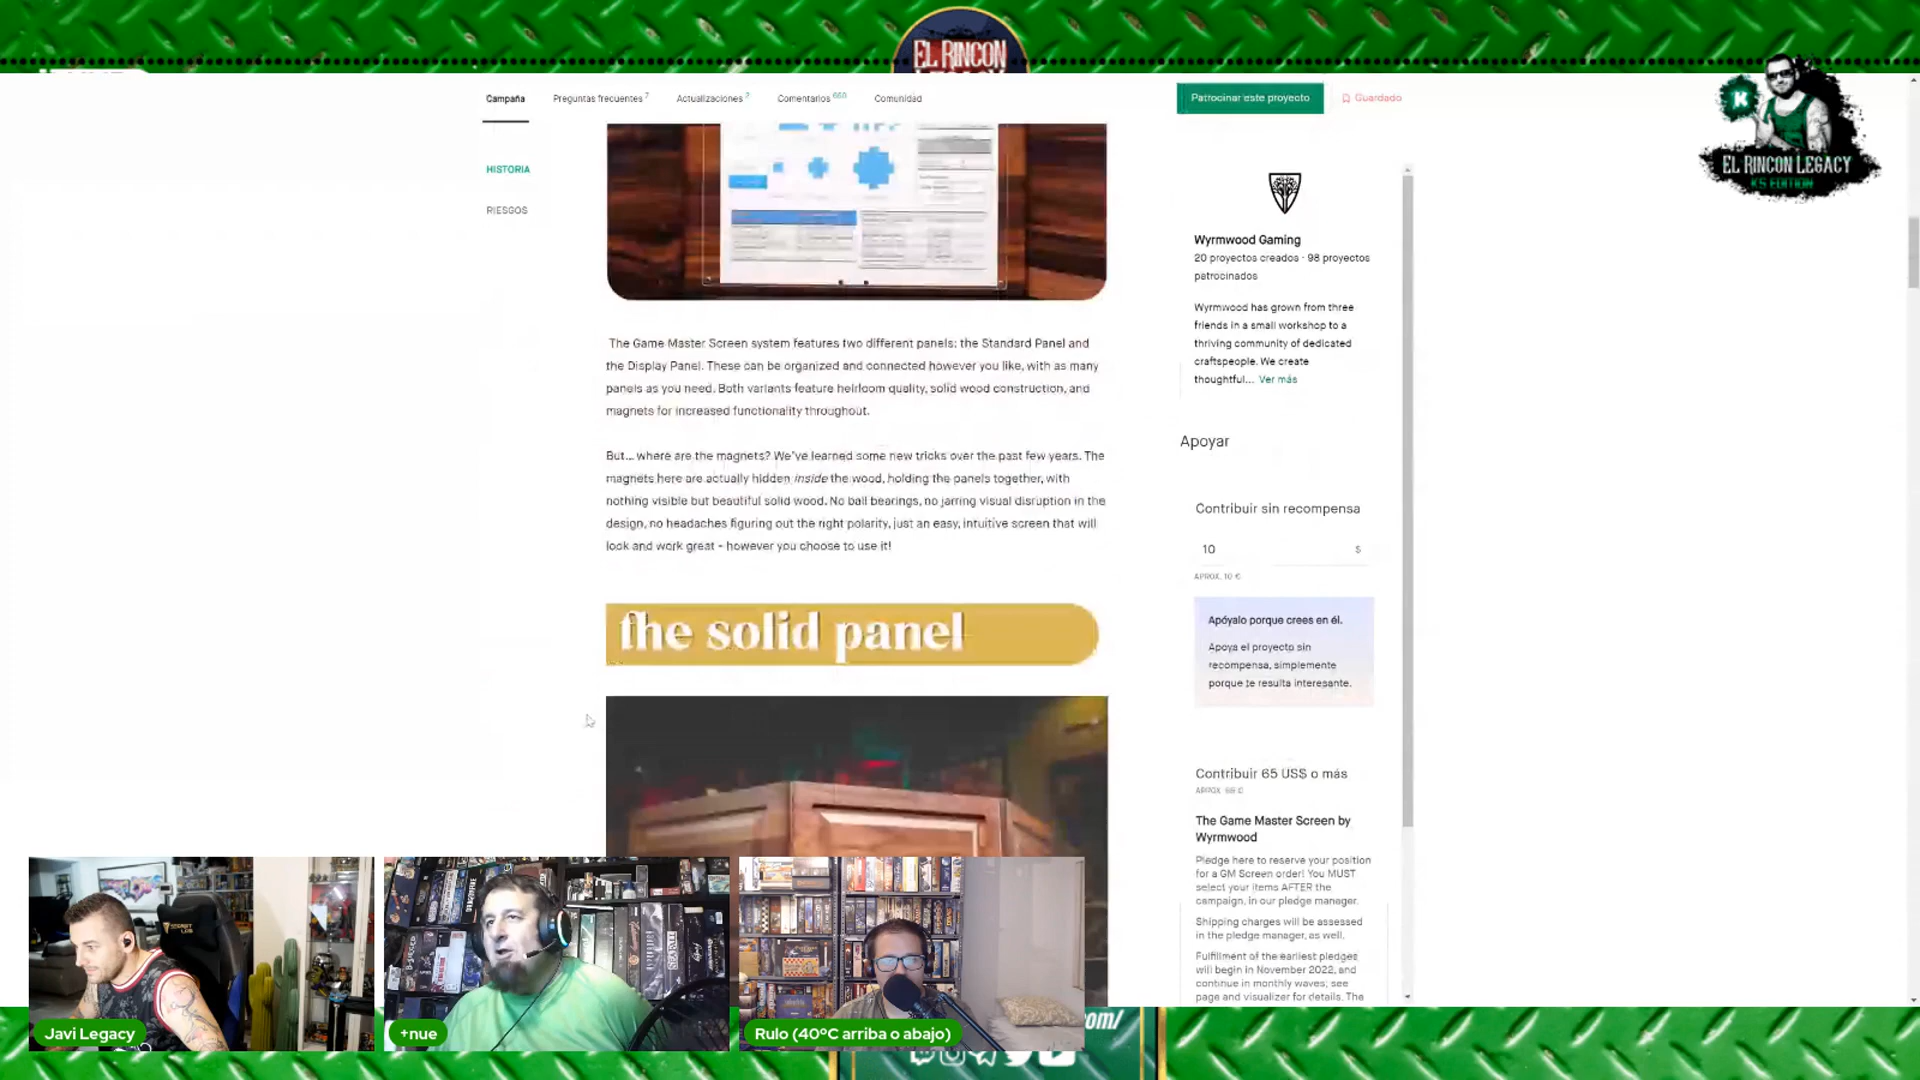 EL RINCON
Campaña
Preguntas frecuentes 7
Actualizaciones 2
Comentarios 660
Comunidad
Patrocinar este proyecto
Guardado
K
EL RINCON LEGACY
KS EDITION
HISTORIA
RIESGOS
The Game Master Screen system features two different panels: the Standard Panel and
the Display Panel. These can be organized and connected however you like, with as many
panels as you need. Both variants feature heirloom quality, solid wood construction, and
magnets for increased functionality throughout.
But... where are the magnets? We've learned some new tricks over the past few years. The
magnets here are actually hidden inside the wood, holding the panels together, with
nothing visible but beautiful solid wood. No ball bearings, no jarring visual disruption in the
design, no headaches figuring out the right polarity, just an easy, intuitive screen that will
look and work great - however you choose to use it!
the solid panel
Wyrmwood Gaming
20 proyectos creados · 98 proyectos
patrocinados
Wyrmwood has grown from three
friends in a small workshop to a
thriving community of dedicated
craftspeople. We create
thoughtful... Ver más
Apoyar
Contribuir sin recompensa
10 $
APROX. 10 €
Apóyalo porque crees en él.
Apoya el proyecto sin
recompensa, simplemente
porque te resulta interesante.
Contribuir 65 US$ o más
The Game Master Screen by
Wyrmwood
Pledge here to reserve your position
for a GM Screen order! You MUST
select your items AFTER the
campaign, in our pledge manager.
Shipping charges will be assessed
in the pledge manager, as well.
Fulfillment of the earliest pledges
will begin in November 2022, and
continue in monthly waves; see
page and visualizer for details. The
Javi Legacy
+nue
Rulo (40ºC arriba o abajo)
om/